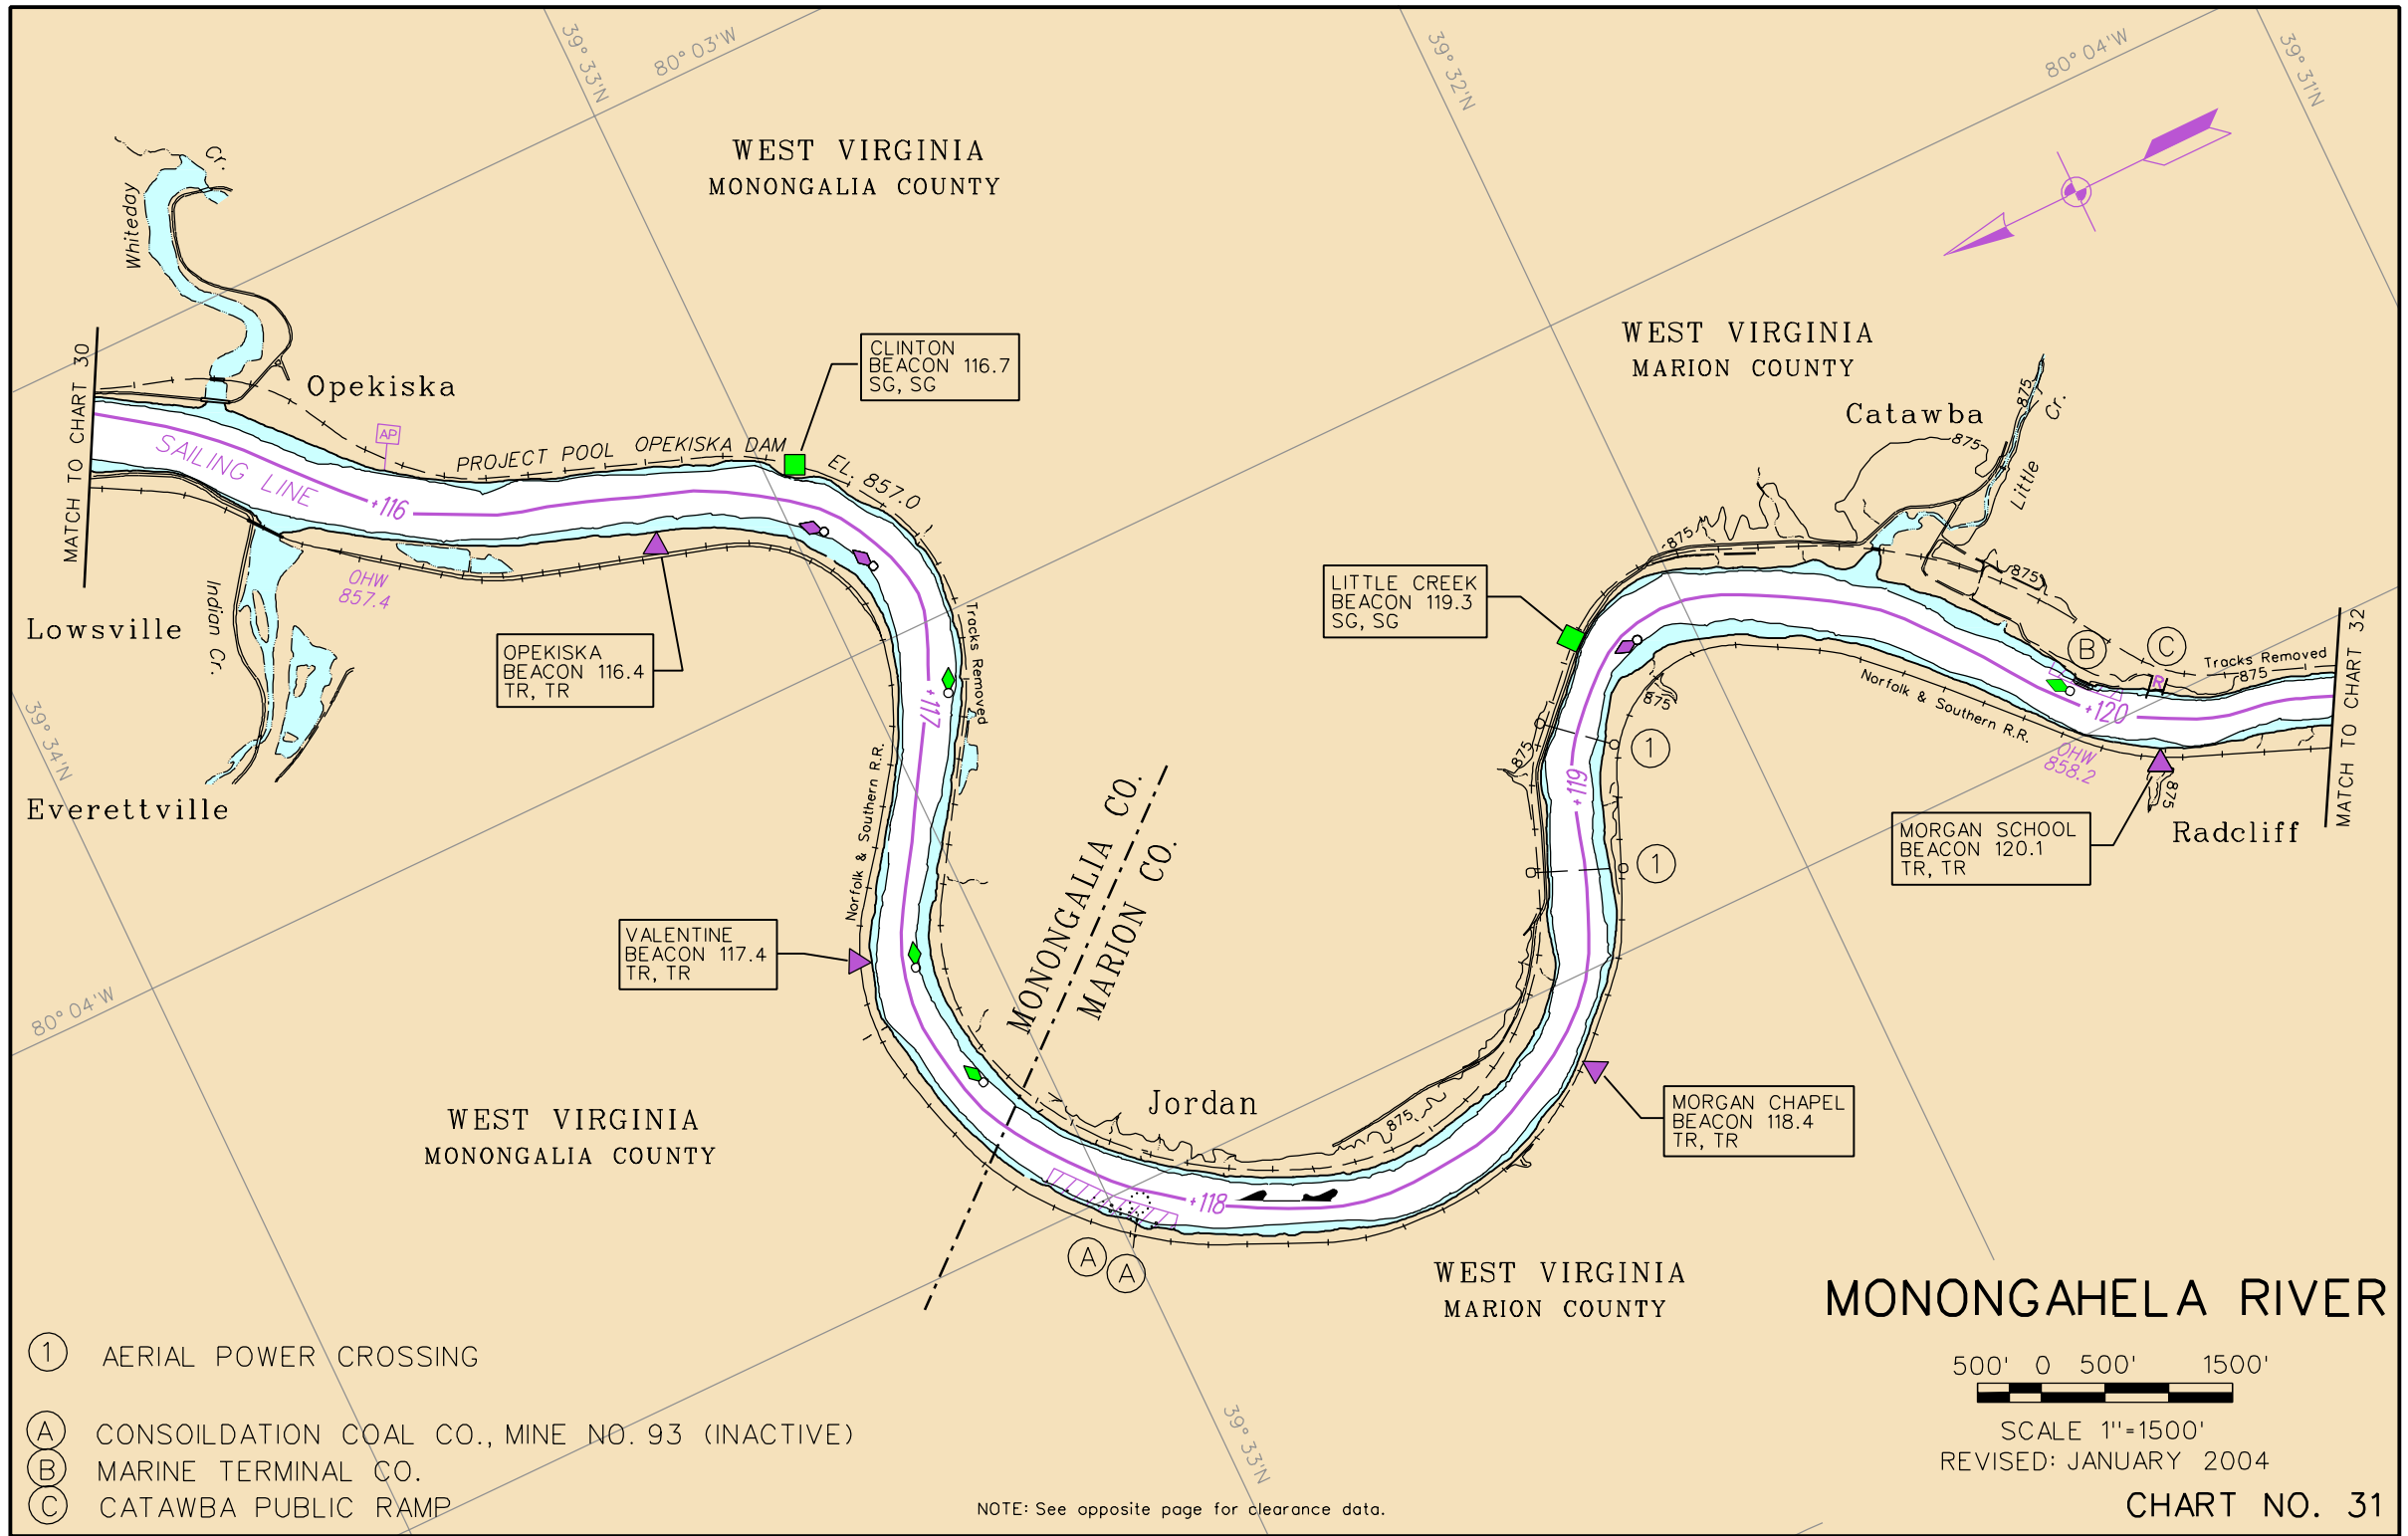 39° 33'N
80° 03'W
39° 32'N
80° 04'W
39° 31'N
WEST VIRGINIA
MONONGALIA COUNTY
Whiteday
Cr.
WEST VIRGINIA
MARION COUNTY
MATCH TO CHART 30
Opekiska
AP
SAILING LINE
+116
PROJECT POOL OPEKISKA DAM
EL. 857.0
CLINTON
BEACON 116.7
SG, SG
OHW
857.4
Lowsville
Indian Cr.
Everettville
39° 34'N
80° 04'W
OPEKISKA
BEACON 116.4
TR, TR
+117
Tracks Removed
Norfolk & Southern R.R.
VALENTINE
BEACON 117.4
TR, TR
MONONGALIA CO.
MARION CO.
WEST VIRGINIA
MONONGALIA COUNTY
Jordan
875
+118
A
A
WEST VIRGINIA
MARION COUNTY
MORGAN CHAPEL
BEACON 118.4
TR, TR
LITTLE CREEK
BEACON 119.3
SG, SG
875
875
875
1
+119
1
Catawba
875
875
Little
Cr.
875
B
C
R
Tracks Removed
875
Norfolk & Southern R.R.
+120
OHW
858.2
875
MORGAN SCHOOL
BEACON 120.1
TR, TR
Radcliff
MATCH TO CHART 32
39° 33'N
1 AERIAL POWER CROSSING
A CONSOILDATION COAL CO., MINE NO. 93 (INACTIVE)
B MARINE TERMINAL CO.
C CATAWBA PUBLIC RAMP
NOTE: See opposite page for clearance data.
MONONGAHELA RIVER
500' 0 500' 1500'
SCALE 1"=1500'
REVISED: JANUARY 2004
CHART NO. 31